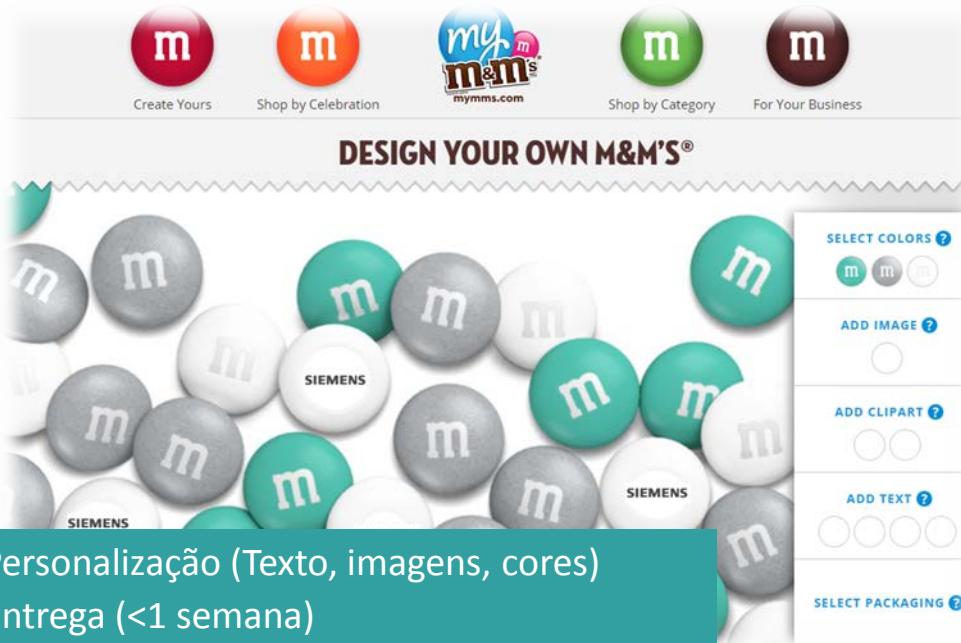 m
m
my m
m&m's
mymms.com
m
m
Create Yours
Shop by Celebration
Shop by Category
For Your Business
DESIGN YOUR OWN M&M'S®
SELECT COLORS ?
m m m
ADD IMAGE ?
ADD CLIPART ?
ADD TEXT ?
SELECT PACKAGING ?
m
m
m
m
m
m
m
SIEMENS
m
m
m
m
m
m
m
m
m
SIEMENS
SIEMENS
m
ersonalização (Texto, imagens, cores)
ntrega (<1 semana)